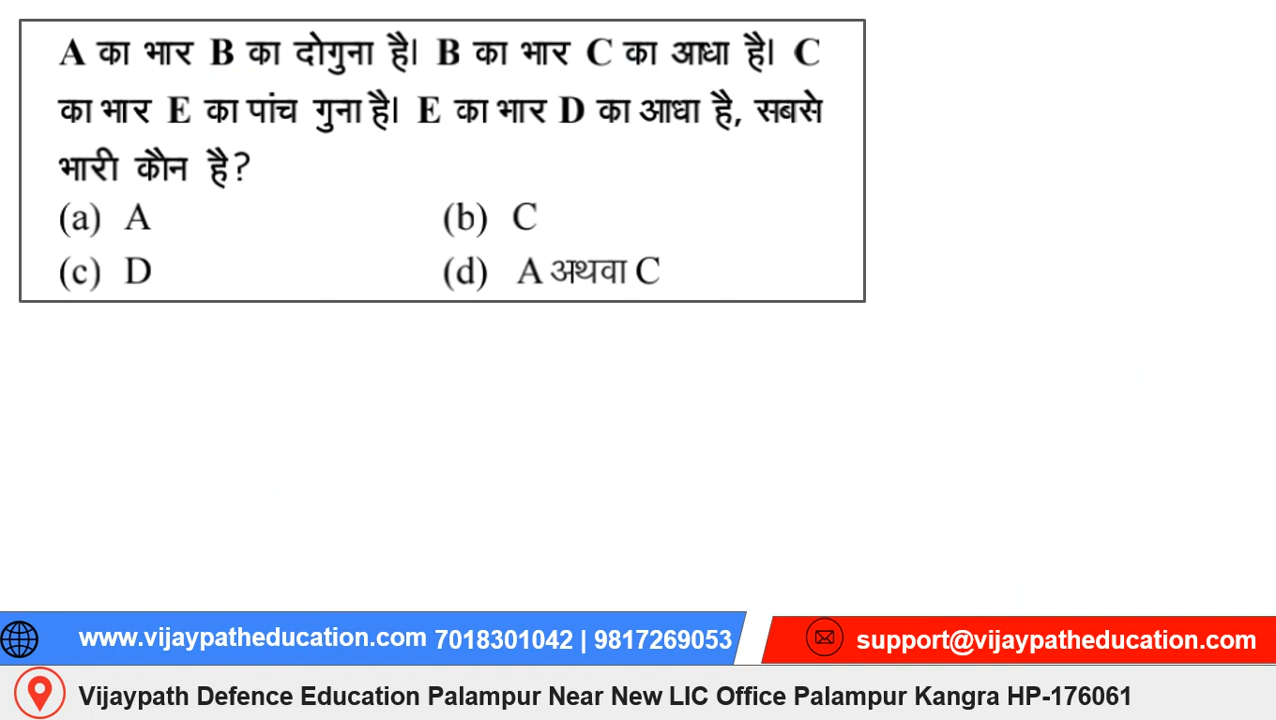 A का भार B का दोगुना है। B का भार C का आधा है। C
का भार E का पांच गुना है। E का भार D का आधा है, सबसे
भारी कौन है?
(a) A (b) C
(c) D (d) A अथवा C
www.vijaypatheducation.com 7018301042 | 9817269053 support@vijaypatheducation.com
Vijaypath Defence Education Palampur Near New LIC Office Palampur Kangra HP-176061